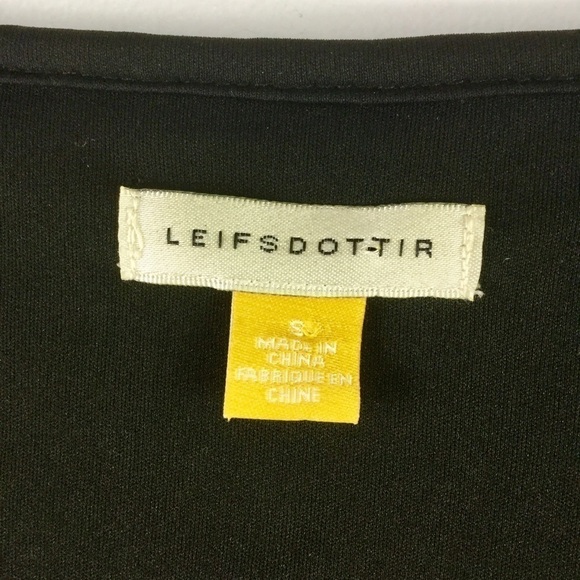 LEIFSDOTTIR
S
MADE IN
CHINA
FABRIQUE EN
CHINE